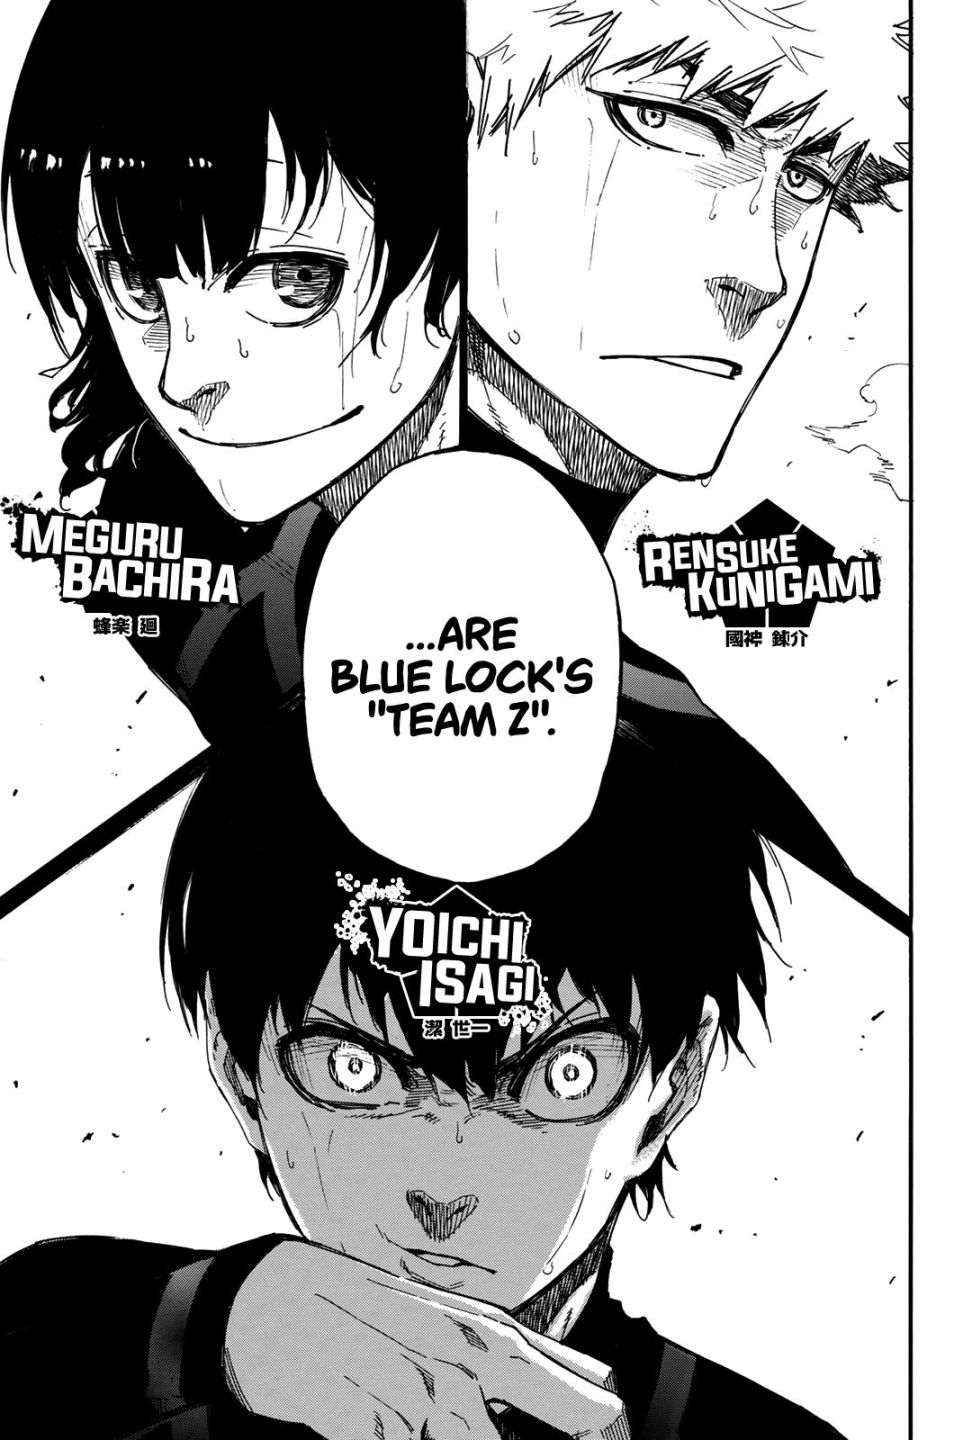 RENSUKE
KUNIGAMI
國神 錬介
MEGURU
BACHIRA
蜂楽 廻
...ARE
BLUE LOCK'S
"TEAM Z".
YOICHI
ISAGI
潔 世一